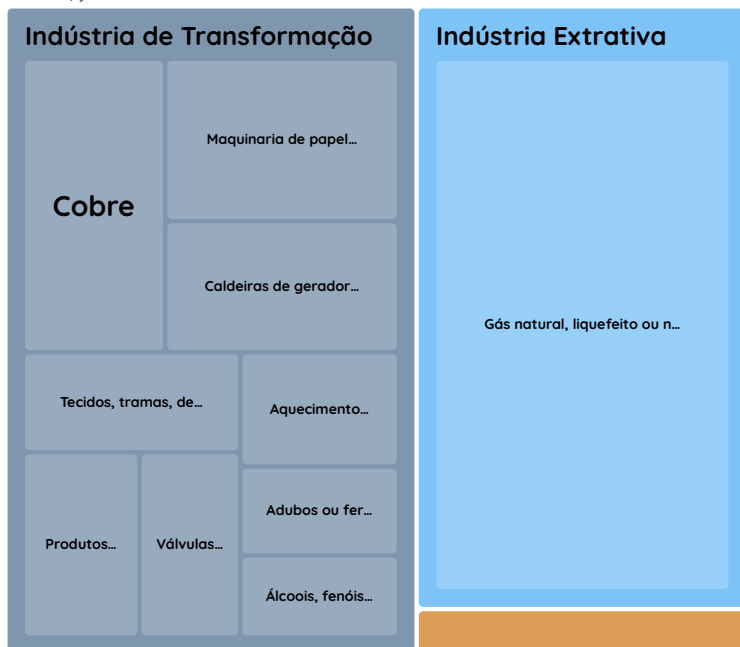 Indústria de Transformação
Cobre
Maquinaria de papel...
Caldeiras de gerador...
Tecidos, tramas, de...
Aquecimento...
Produtos...
Válvulas...
Adubos ou fer...
Álcoois, fenóis...
Indústria Extrativa
Gás natural, liquefeito ou n...